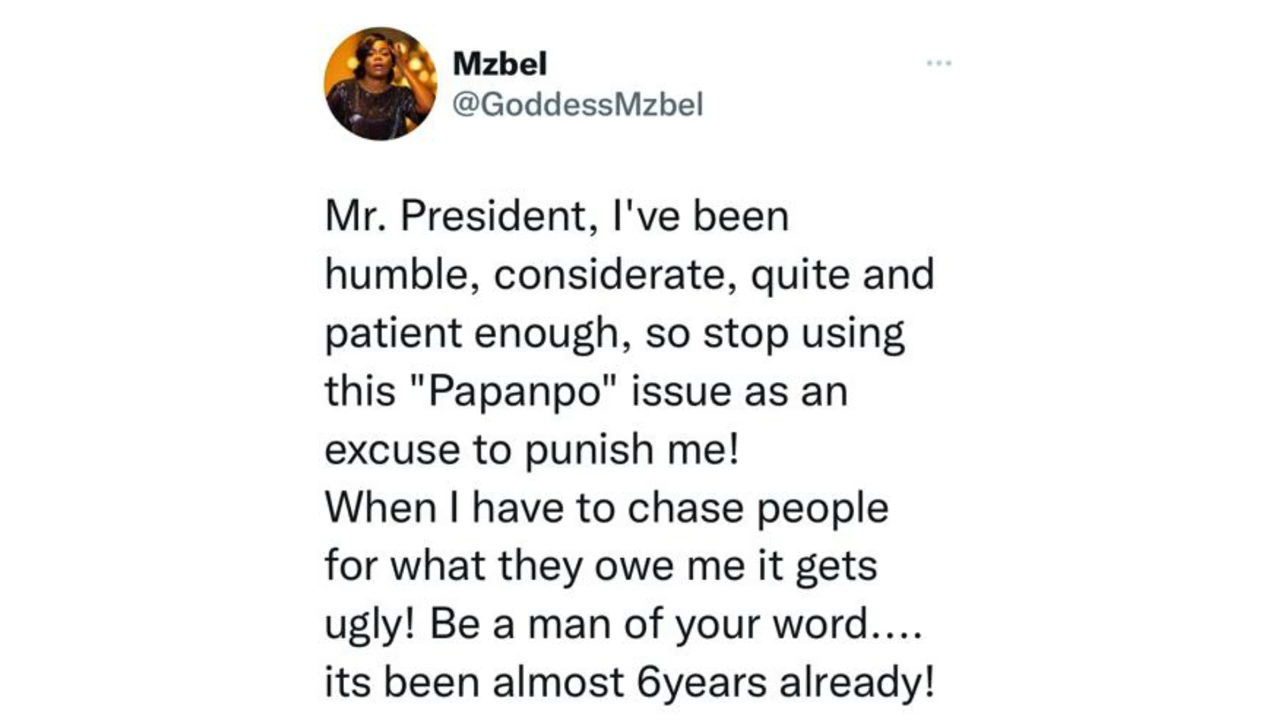 Mzbel
@GoddessMzbel
Mr. President, I've been
humble, considerate, quite and
patient enough, so stop using
this "Papanpo" issue as an
excuse to punish me!
When I have to chase people
for what they owe me it gets
ugly! Be a man of your word....
its been almost 6years already!